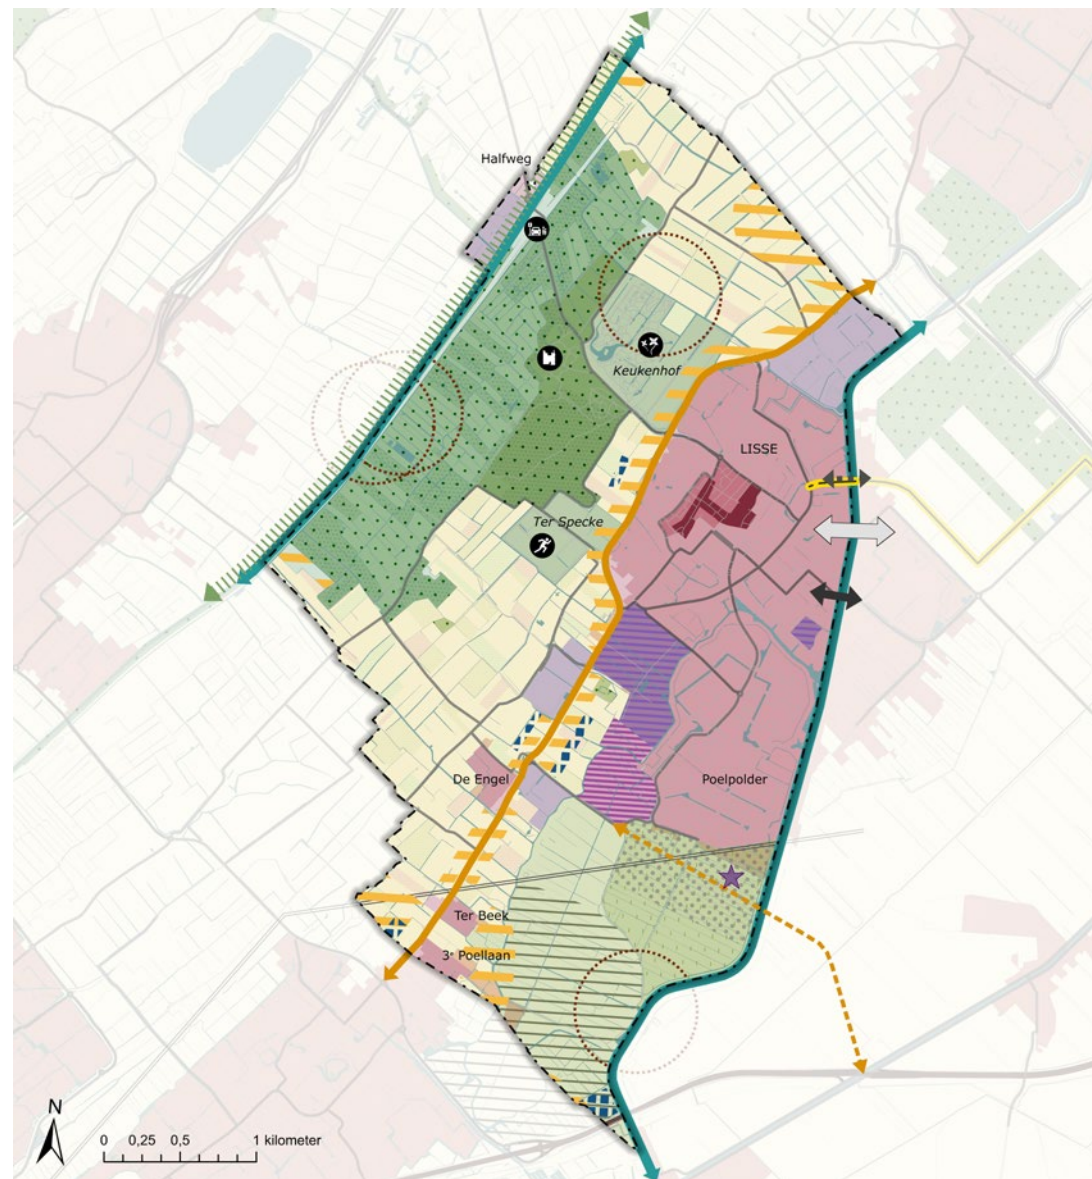 Halfweg
Keukenhof
LISSE
Ter Specke
De Engel
Poelpolder
Ter Beek
3e Poellaan
N
0 0,25 0,5 1 kilometer